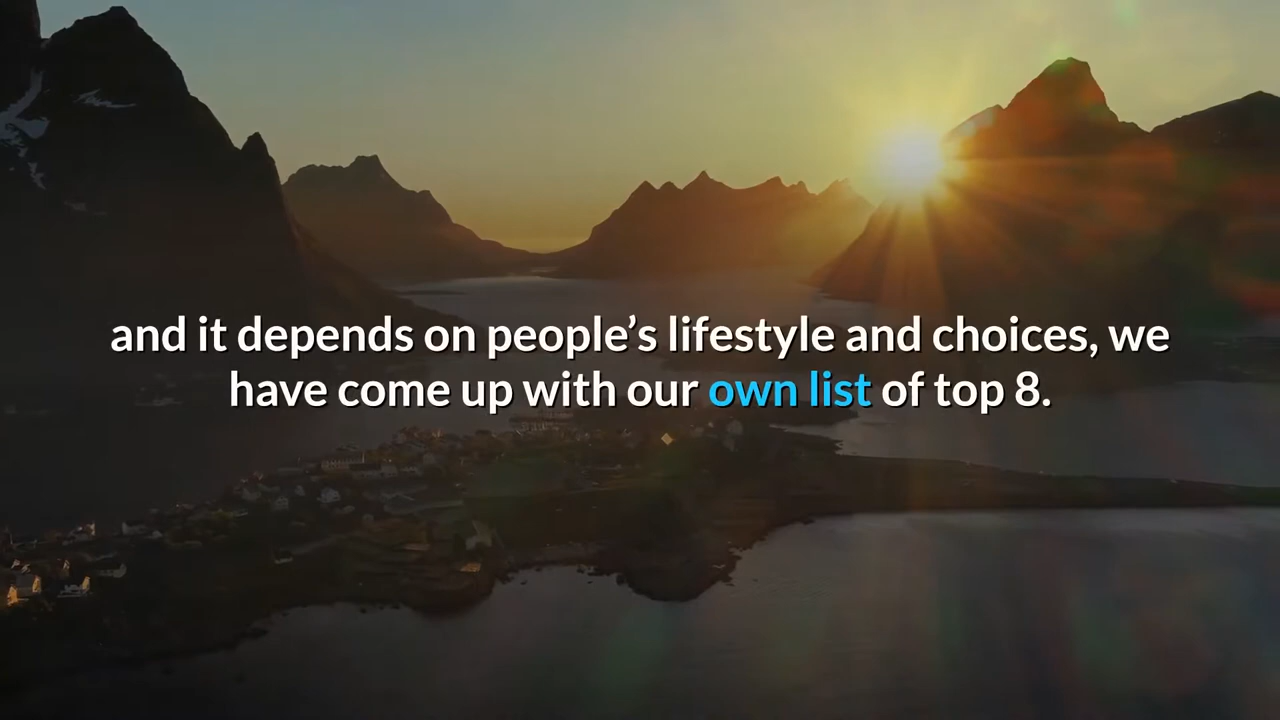 and it depends on people’s lifestyle and choices, we
have come up with our own list of top 8.